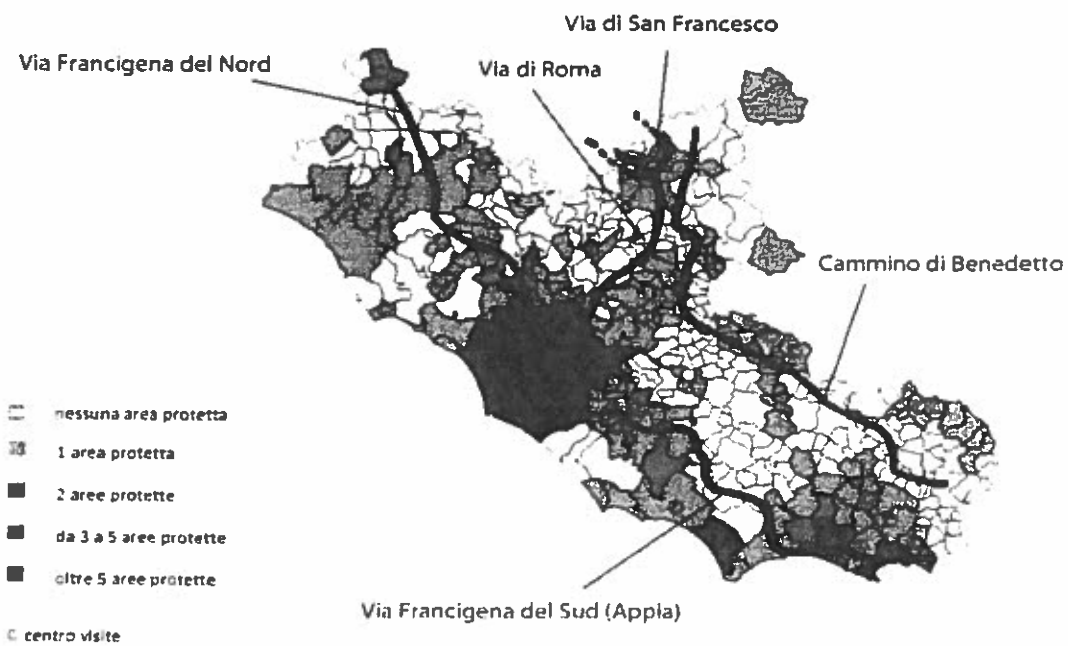 Via di San Francesco
Via Francigena del Nord
Via di Roma
Cammino di Benedetto
nessuna area protetta
1 area protetta
2 aree protette
da 3 a 5 aree protette
oltre 5 aree protette
Via Francigena del Sud (Appia)
centro visite